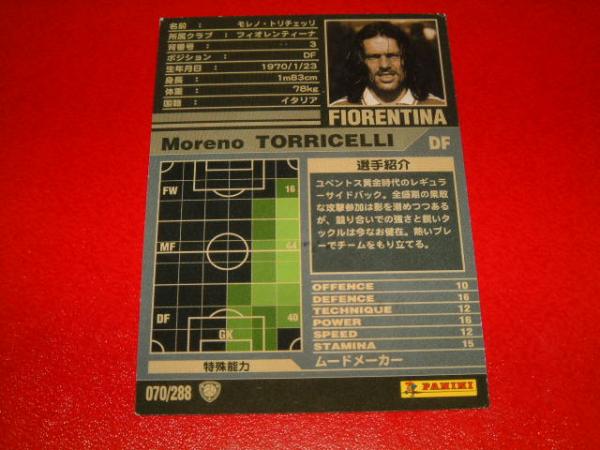 名前 : モレノ・トリチェッリ
所属クラブ : フィオレンティーナ
背番号 : 3
ポジション : DF
生年月日 : 1970/1/23
身長 : 1m83cm
体重 : 78kg
国籍 : イタリア
FIORENTINA
Moreno TORRICELLI DF
FW 16
MF 64
DF 40
GK
選手紹介
ユベントス黄金時代のレギュラ
ーサイドバック。全盛期の果敢
な攻撃参加は影を潜めつつある
が、競り合いでの強さと鋭いタ
ックルは今なお健在。熱いプレ
ーでチームをもり立てる。
OFFENCE 10
DEFENCE 16
TECHNIQUE 12
POWER 16
SPEED 12
STAMINA 15
特殊能力 ムードメーカー
070/288
PANINI